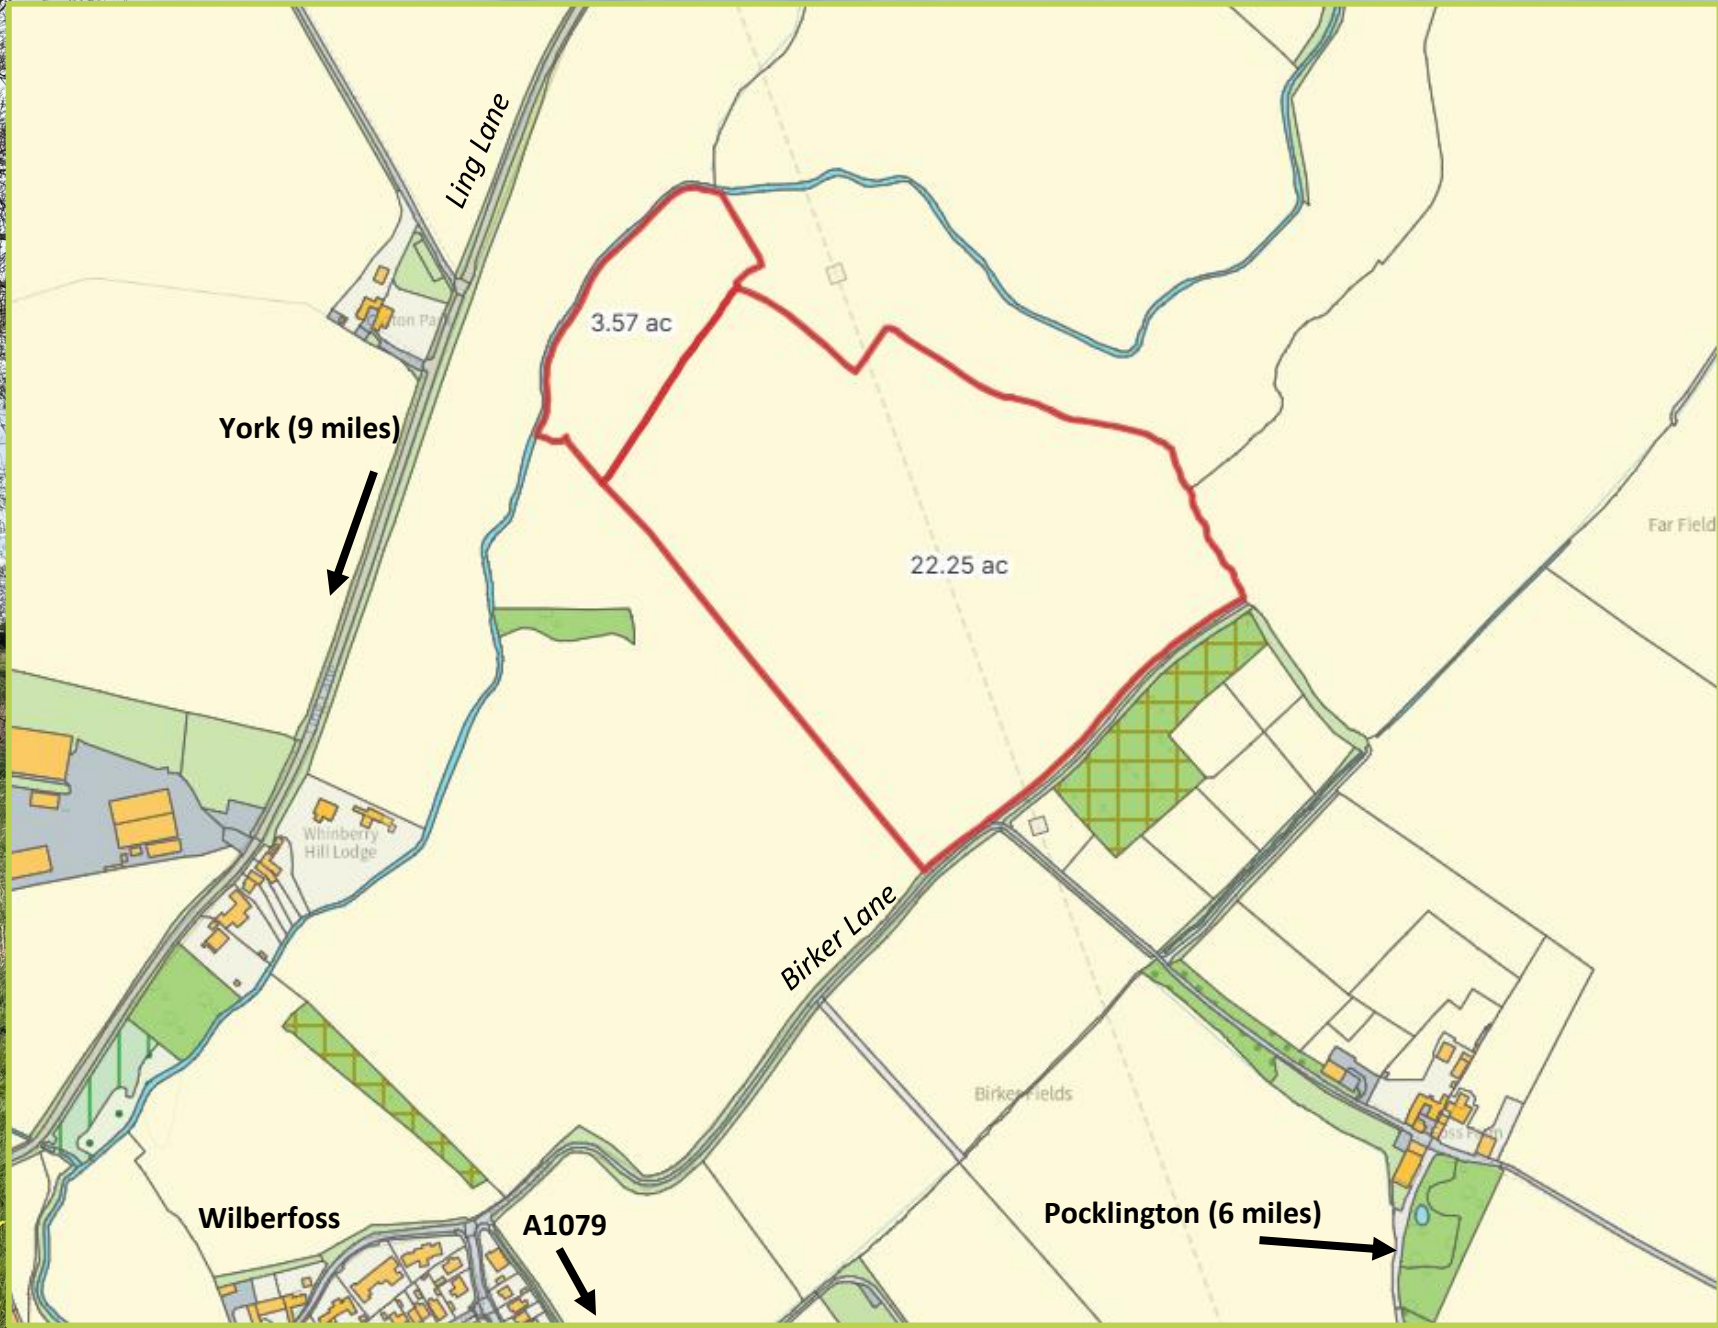 Ling Lane
3.57 ac
York (9 miles)
Far Field
22.25 ac
Whinberry
Hill Lodge
Birker Lane
Birker Fields
Wilberfoss
A1079
Pocklington (6 miles)